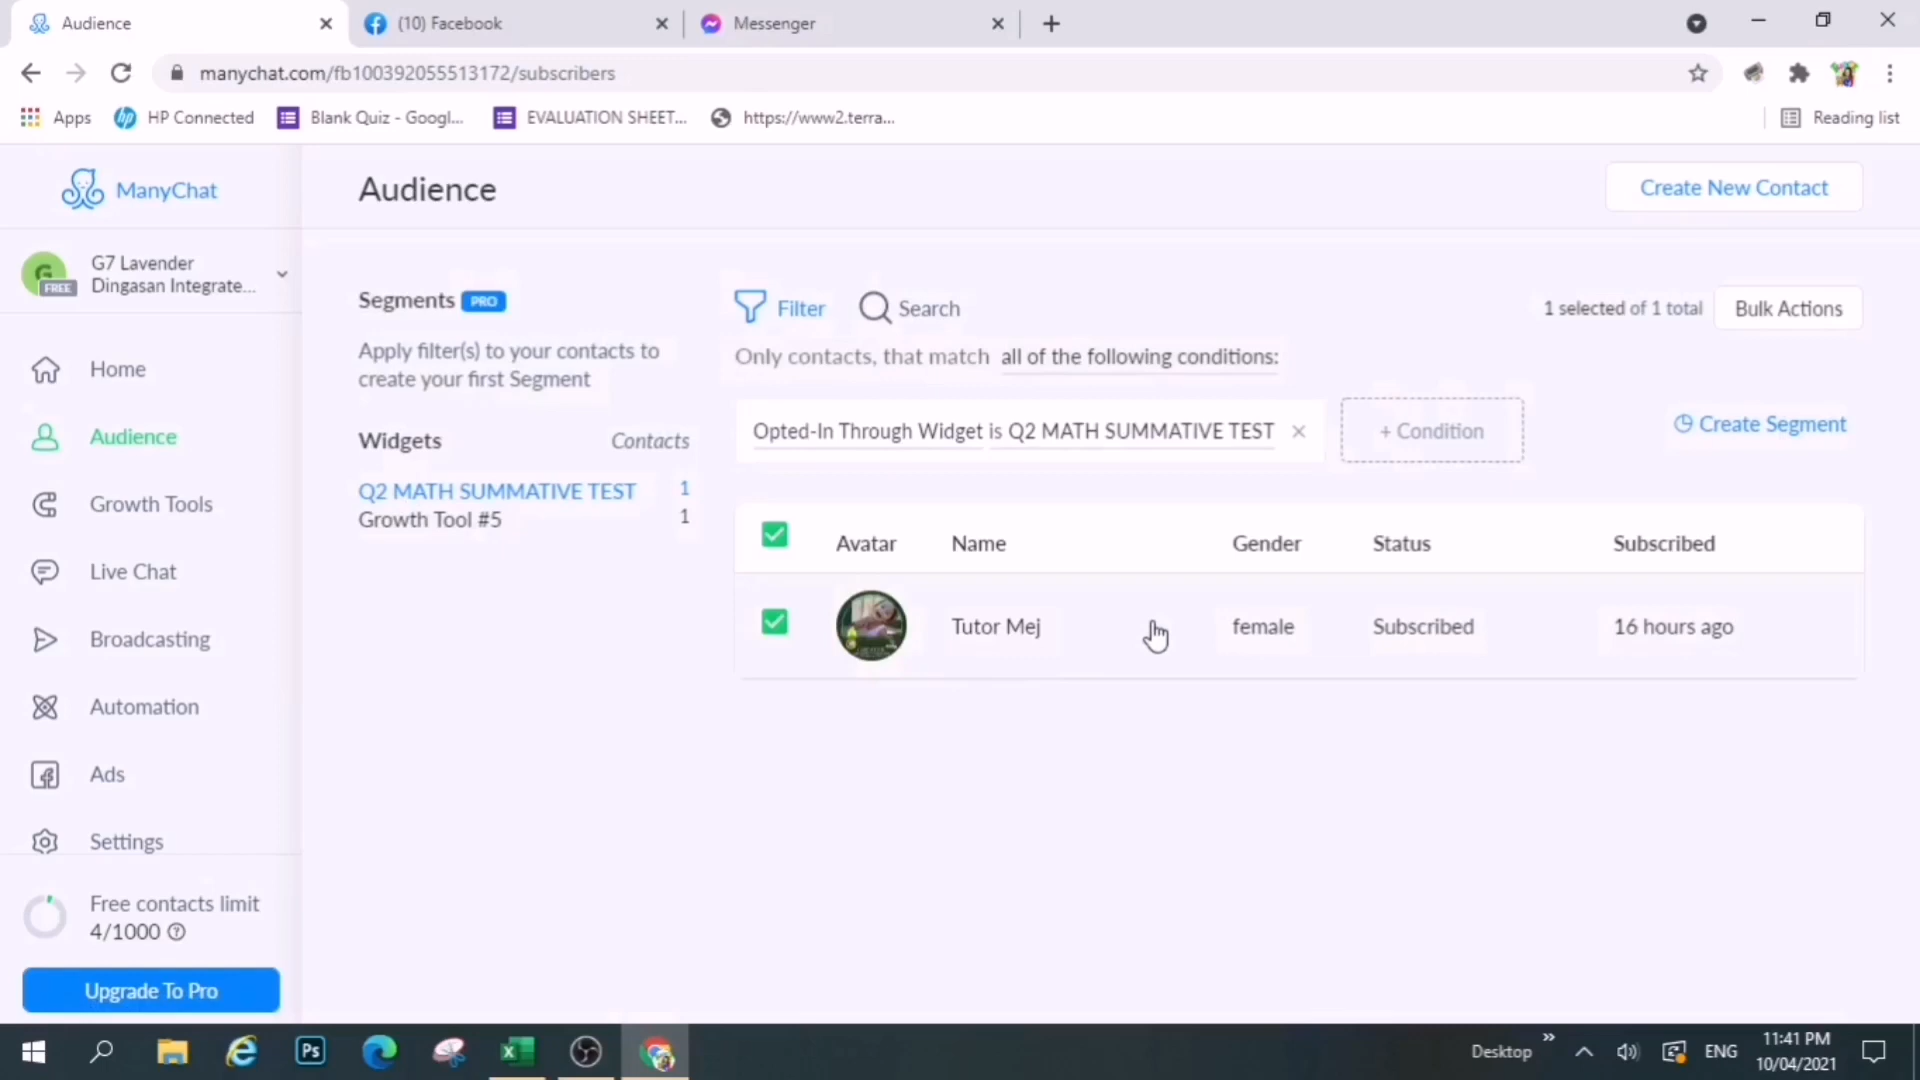 Audience
(10) Facebook
Messenger
manychat.com/fb100392055513172/subscribers
Apps
HP Connected
Blank Quiz - Googl...
EVALUATION SHEET...
https://www2.terra...
Reading list
ManyChat
Audience
Create New Contact
G
FREE
G7 Lavender
Dingasan Integrate...
Segments PRO
Filter
Search
1 selected of 1 total
Bulk Actions
Apply filter(s) to your contacts to
create your first Segment
Only contacts, that match all of the following conditions:
Home
Audience
Growth Tools
Live Chat
Broadcasting
Automation
Ads
Settings
Widgets Contacts
Q2 MATH SUMMATIVE TEST 1
Growth Tool #5 1
Opted-In Through Widget is Q2 MATH SUMMATIVE TEST
+ Condition
Create Segment
Avatar Name Gender Status Subscribed
Tutor Mej female Subscribed 16 hours ago
Free contacts limit
4/1000
Upgrade To Pro
Ps
Desktop
ENG
11:41 PM
10/04/2021